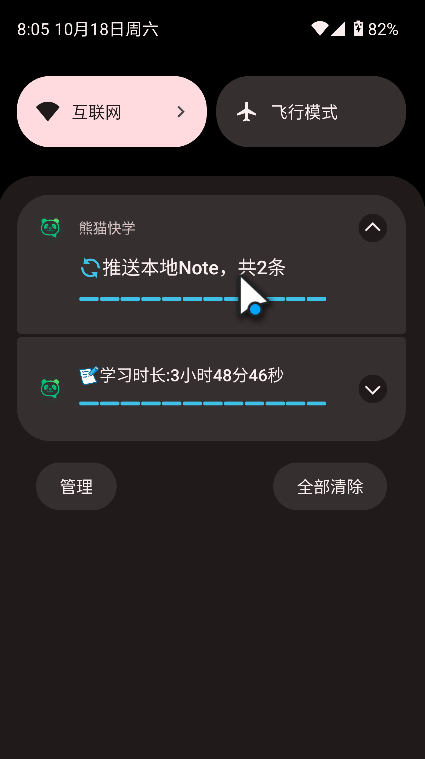 8:05 10月18日周六 82%
互联网 飞行模式
熊猫快学
推送本地Note，共2条
学习时长:3小时48分46秒
管理 全部清除